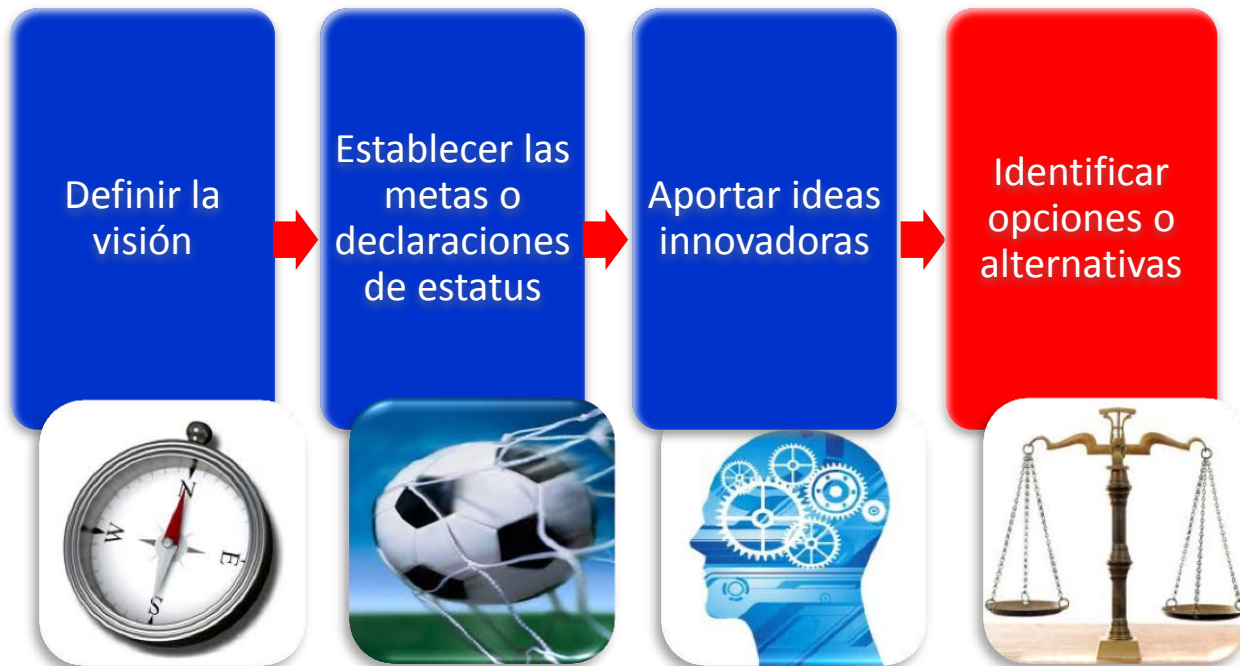 Definir la
visión
Establecer las
metas o
declaraciones
de estatus
Aportar ideas
innovadoras
Identificar
opciones o
alternativas
N
W
E
S